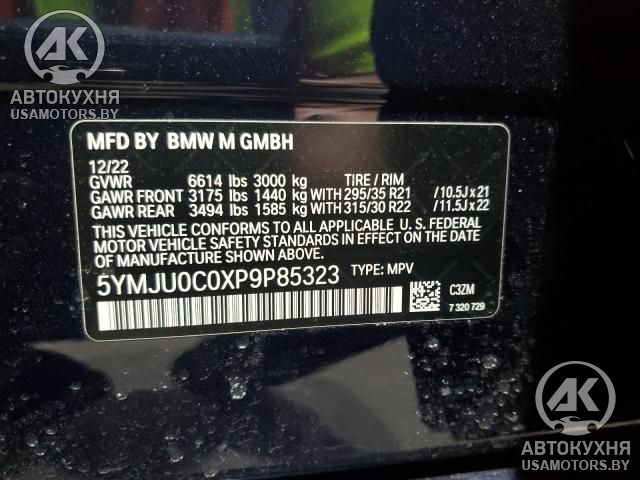 АК
АВТОКУХНЯ
USAMOTORS.BY
MFD BY BMW M GMBH
12/22
GVWR 6614 lbs 3000 kg TIRE / RIM
GAWR FRONT 3175 lbs 1440 kg WITH 295/35 R21 /10.5J x 21
GAWR REAR 3494 lbs 1585 kg WITH 315/30 R22 /11.5J x 22
THIS VEHICLE CONFORMS TO ALL APPLICABLE U. S. FEDERAL
MOTOR VEHICLE SAFETY STANDARDS IN EFFECT ON THE DATE
OF MANUFACTURE SHOWN ABOVE.
5YMJU0C0XP9P85323 TYPE: MPV
C3ZM
7 320 729
АК
АВТОКУХНЯ
USAMOTORS.BY